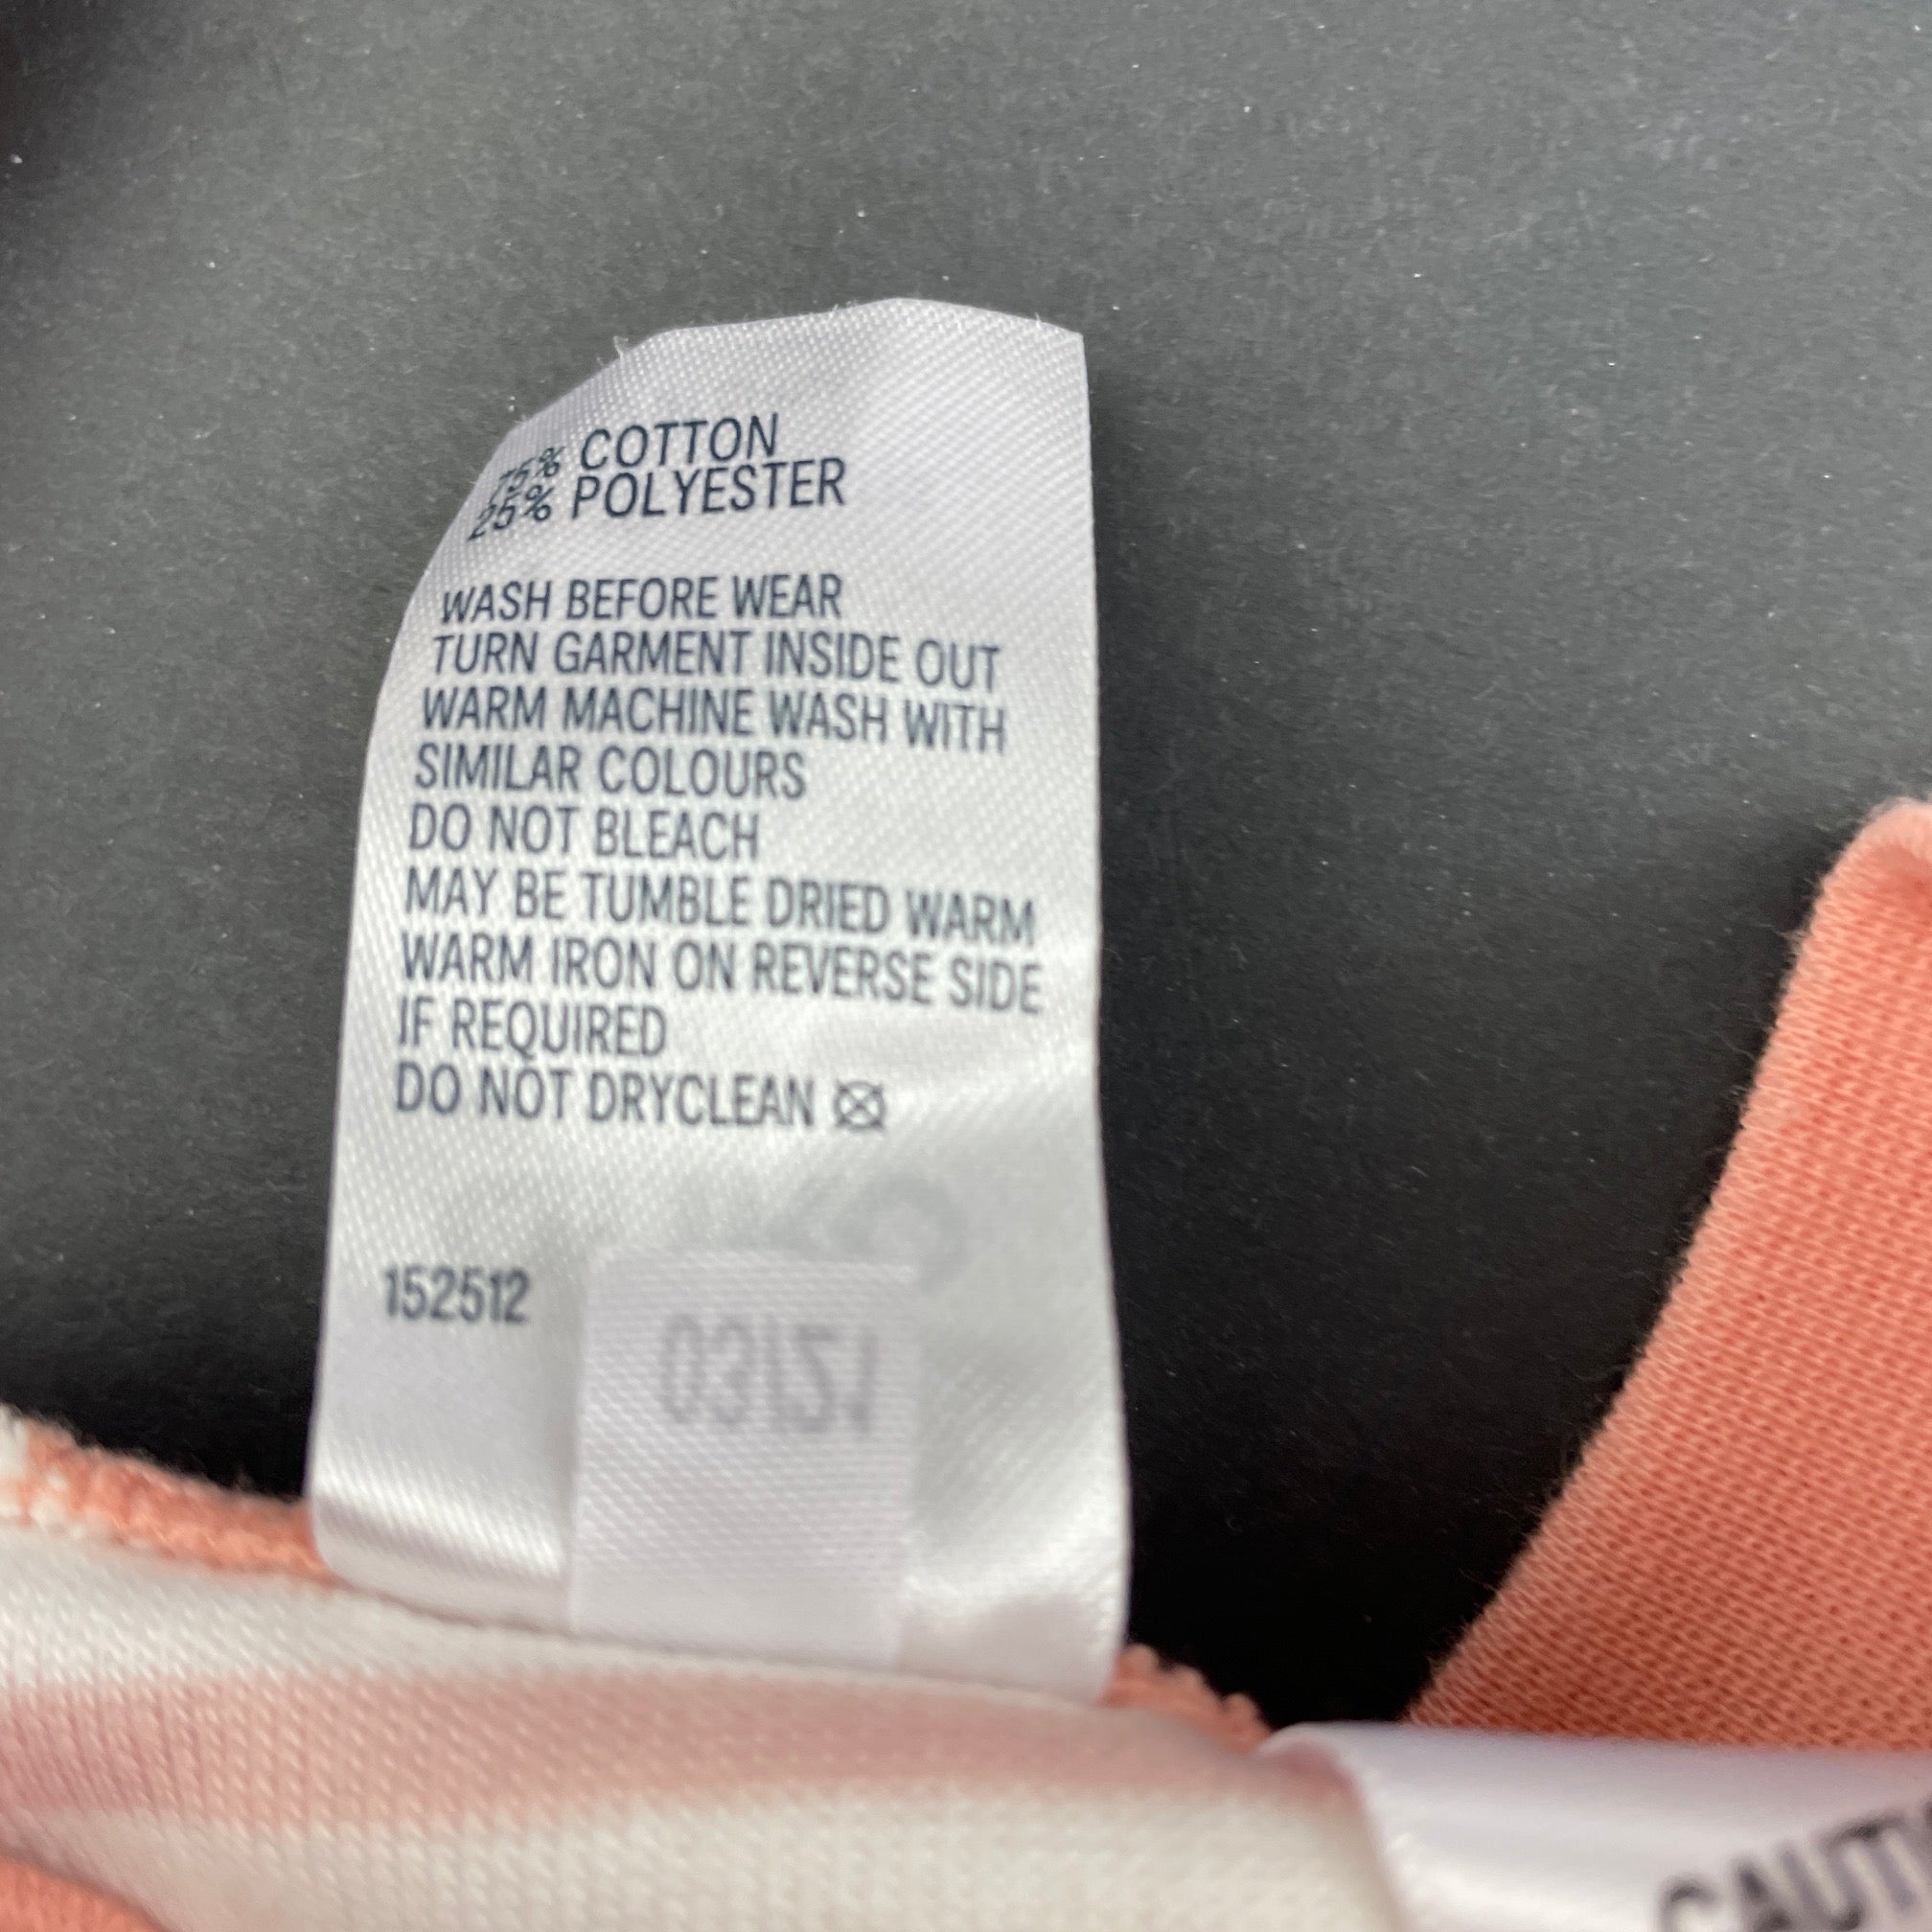 75% COTTON
25% POLYESTER
WASH BEFORE WEAR
TURN GARMENT INSIDE OUT
WARM MACHINE WASH WITH
SIMILAR COLOURS
DO NOT BLEACH
MAY BE TUMBLE DRIED WARM
WARM IRON ON REVERSE SIDE
IF REQUIRED
DO NOT DRYCLEAN
152512